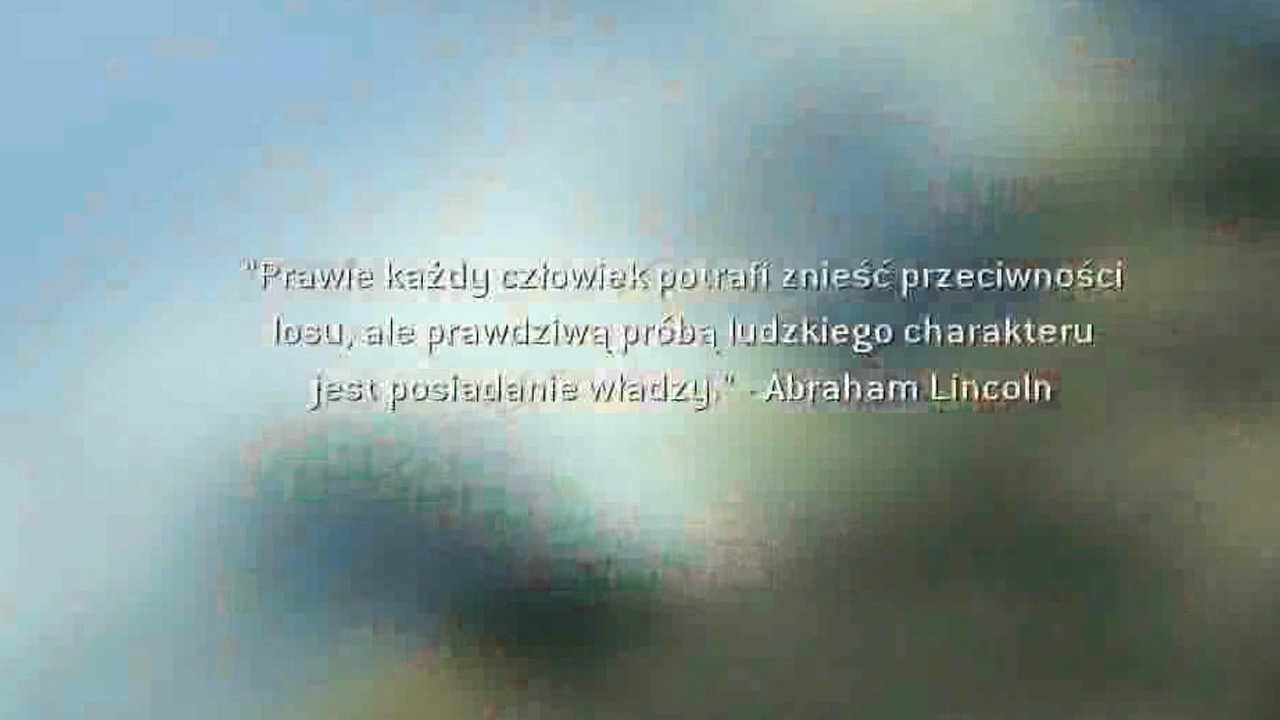 "Prawie każdy człowiek potrafi znieść przeciwności
losu, ale prawdziwą próbą ludzkiego charakteru
jest posiadanie władzy." - Abraham Lincoln